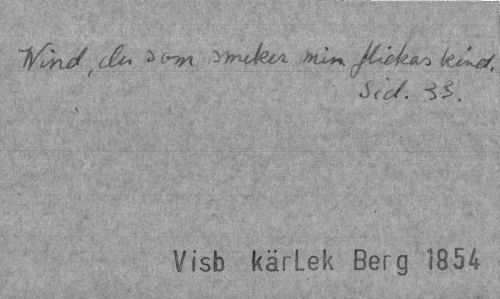 Wind, du som smeker min flickas kind.
Sid. 33.
Visb kärLek Berg 1854